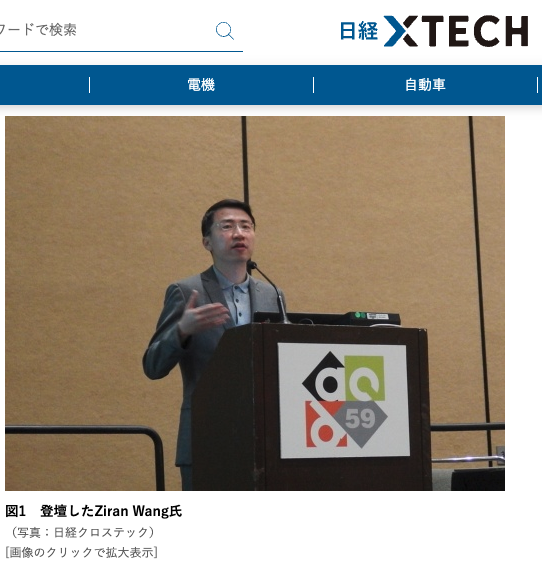 ワードで検索
日経 XTECH
電機
自動車
59
図1 登壇したZiran Wang氏
（写真：日経クロステック）
[画像のクリックで拡大表示]